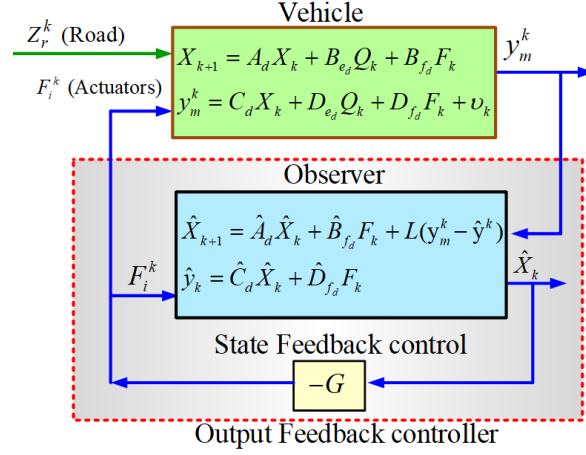 Vehicle
Z_r^k (Road)
X_{k+1} = A_d X_k + B_{e_d} Q_k + B_{f_d} F_k
y_m^k
F_i^k (Actuators)
y_m^k = C_d X_k + D_{e_d} Q_k + D_{f_d} F_k + υ_k
Observer
X̂_{k+1} = Â_d X̂_k + B̂_{f_d} F_k + L(y_m^k − ŷ^k)
X̂_k
F_i^k
ŷ_k = Ĉ_d X̂_k + D̂_{f_d} F_k
State Feedback control
−G
Output Feedback controller